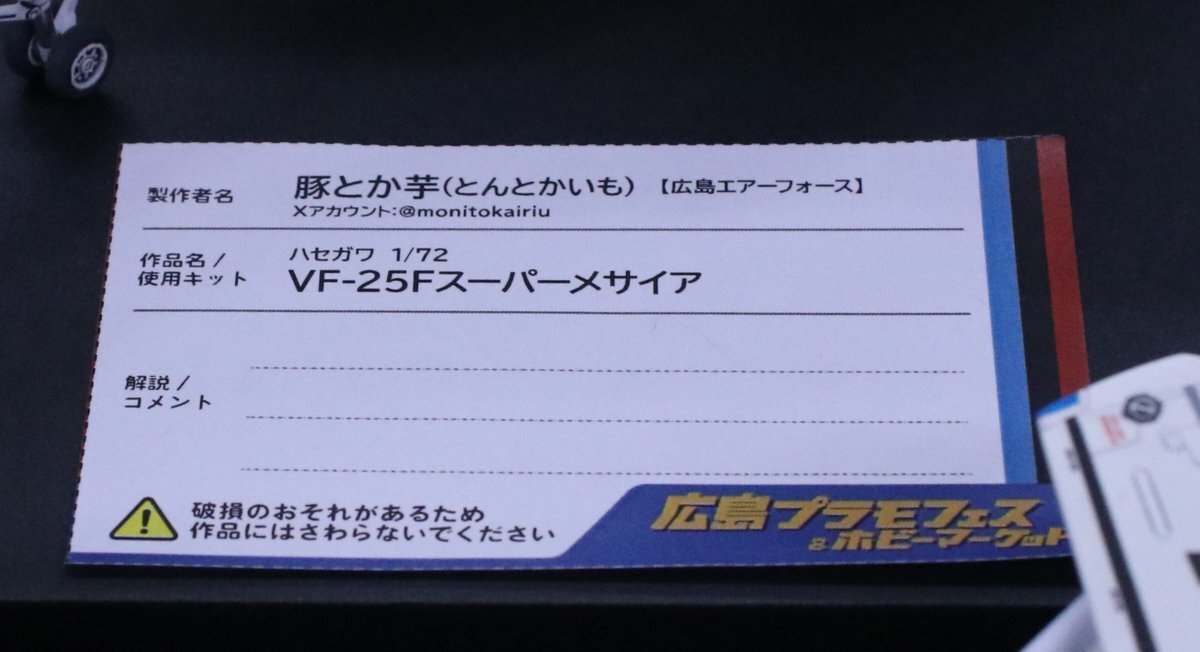 製作者名
豚とか芋(とんとかいも) 【広島エアーフォース】
Xアカウント:@monitokairiu
作品名/
使用キット
ハセガワ 1/72
VF-25Fスーパーメサイア
解説/
コメント
破損のおそれがあるため
作品にはさわらないでください
広島プラモフェス
&ホビーマーケット